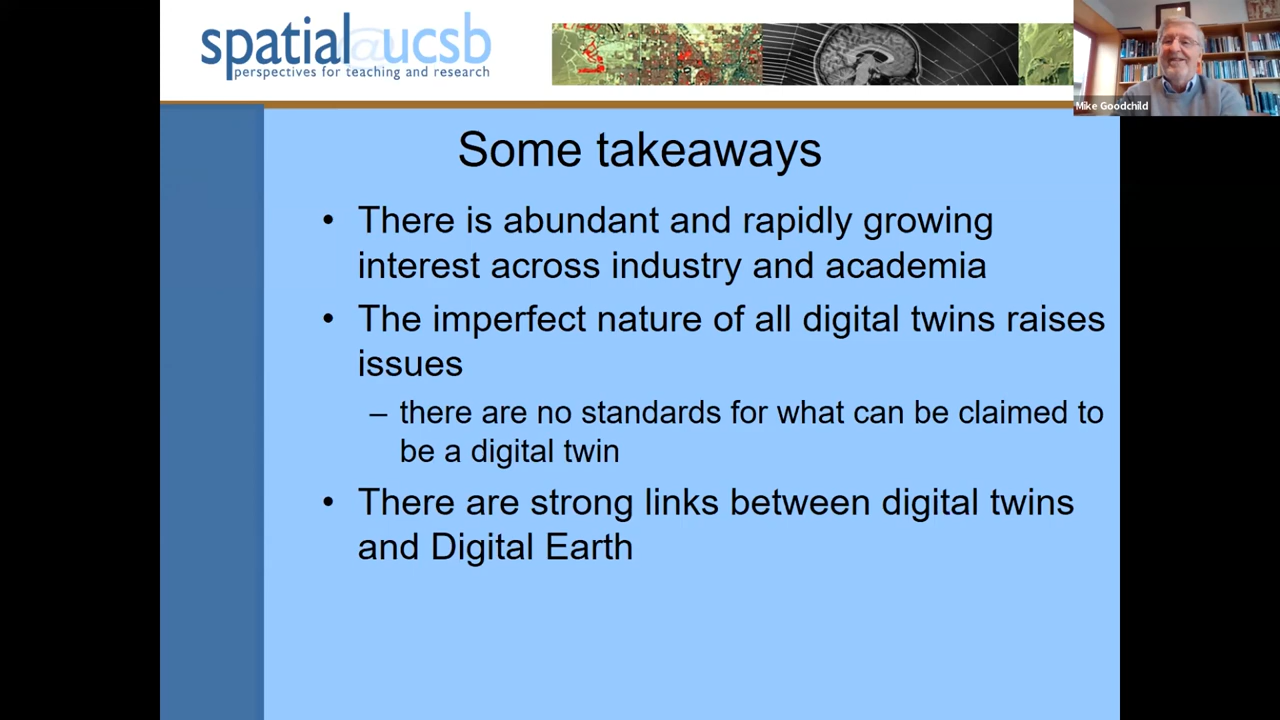 spatial@ucsb
perspectives for teaching and research
Mike Goodchild
Some takeaways
• There is abundant and rapidly growing
interest across industry and academia
• The imperfect nature of all digital twins raises
issues
– there are no standards for what can be claimed to
be a digital twin
• There are strong links between digital twins
and Digital Earth